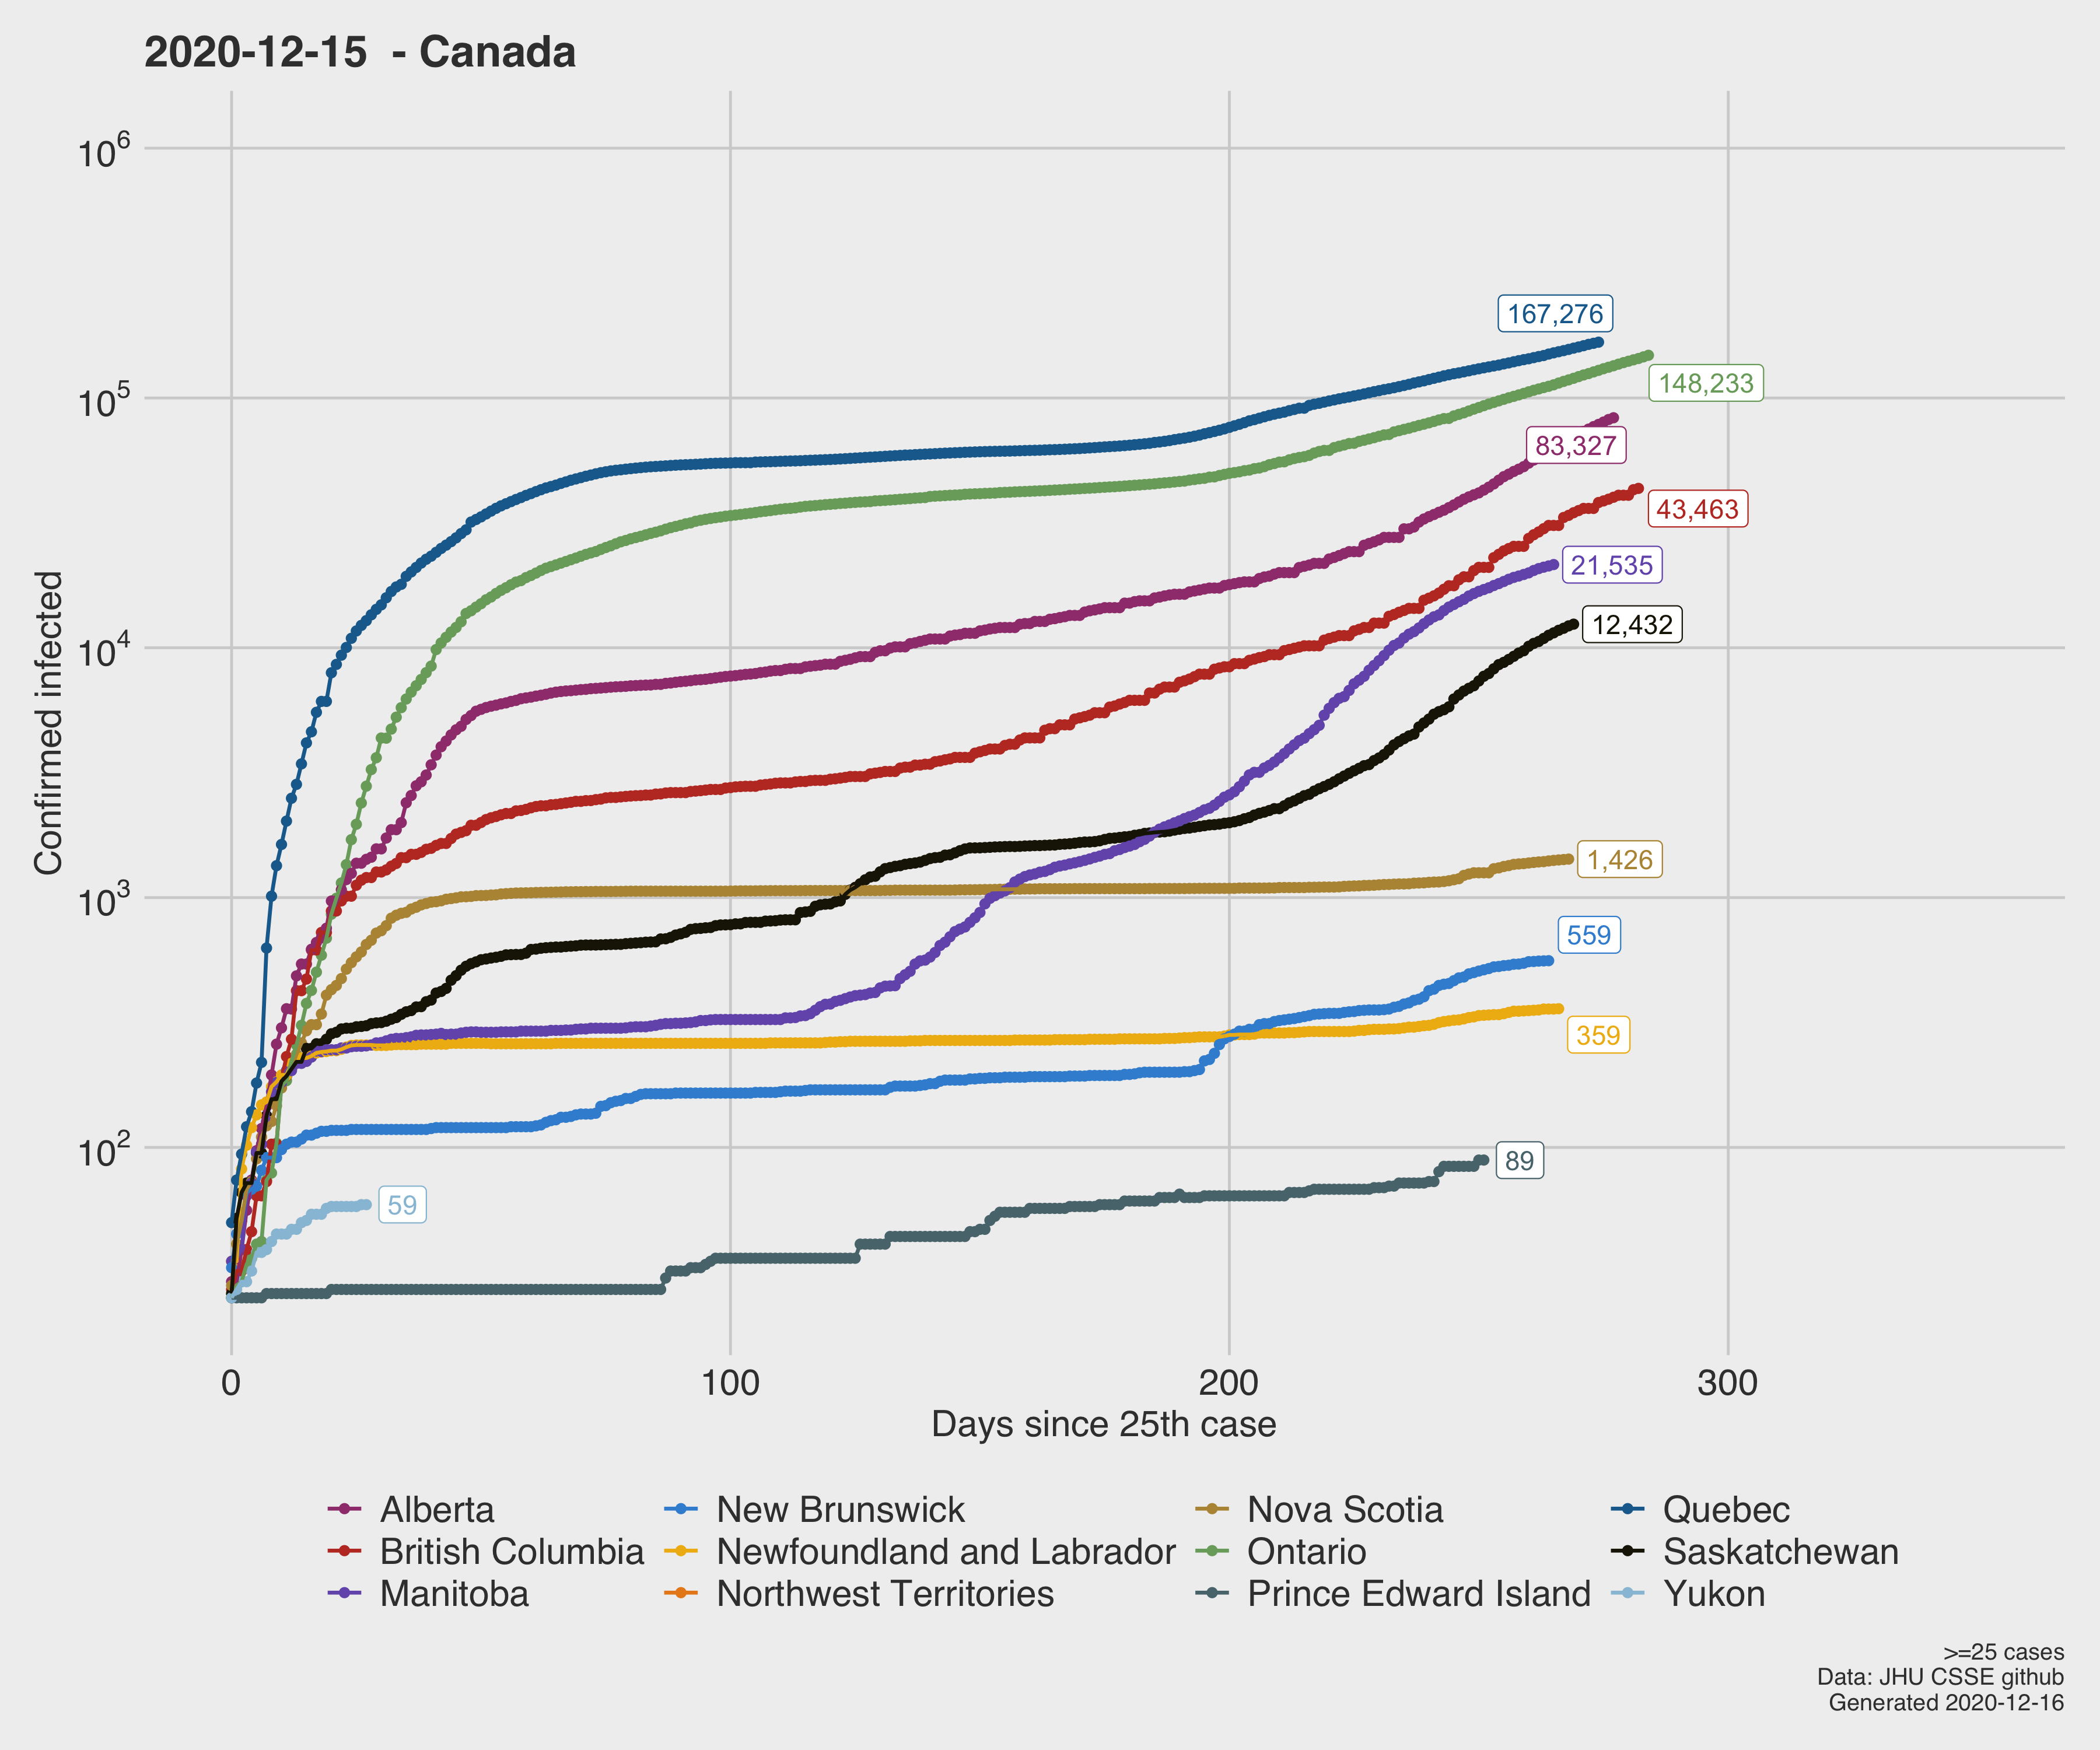 2020-12-15 - Canada
10^6
10^5
10^4
10^3
10^2
Confirmed infected
167,276
148,233
83,327
43,463
21,535
12,432
1,426
559
359
89
59
0 100 200 300
Days since 25th case
Alberta New Brunswick Nova Scotia Quebec
British Columbia Newfoundland and Labrador Ontario Saskatchewan
Manitoba Northwest Territories Prince Edward Island Yukon
>=25 cases
Data: JHU CSSE github
Generated 2020-12-16